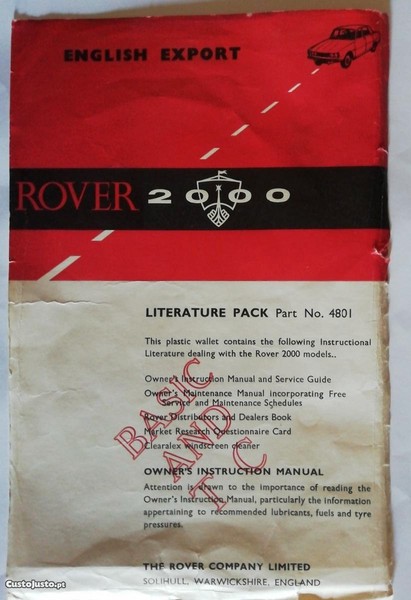 ENGLISH EXPORT
ROVER 2000
LITERATURE PACK Part No. 4801
This plastic wallet contains the following Instructional
Literature dealing with the Rover 2000 models..
Owner's Instruction Manual and Service Guide
Owner's Maintenance Manual incorporating Free
Service and Maintenance Schedules
Rover Distributors and Dealers Book
Market Research Questionnaire Card
Clearalex windscreen cleaner
BASIC
AND
T C
OWNER'S INSTRUCTION MANUAL
Attention is drawn to the importance of reading the
Owner's Instruction Manual, particularly the information
appertaining to recommended lubricants, fuels and tyre
pressures.
THE ROVER COMPANY LIMITED
SOLIHULL, WARWICKSHIRE, ENGLAND
CustoJusto.pt